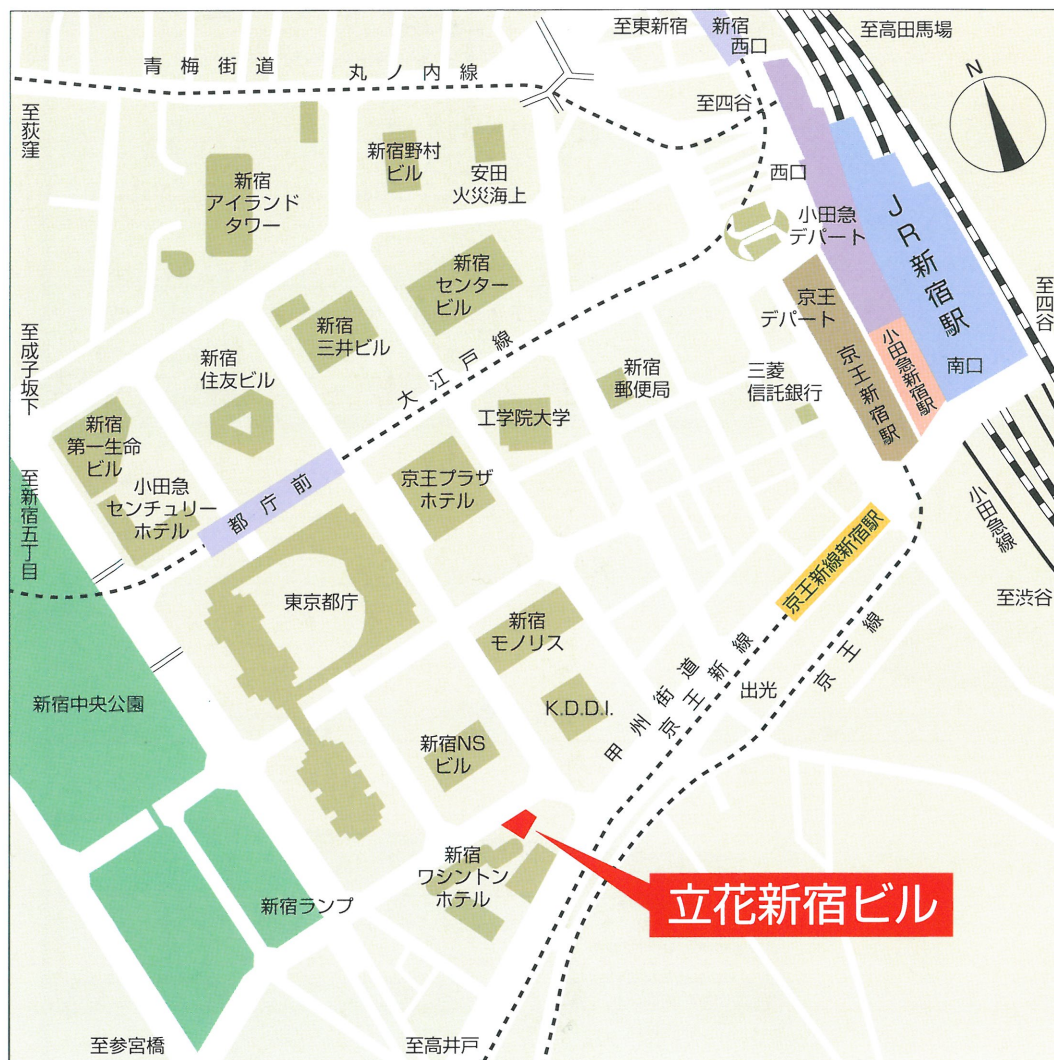 至東新宿
新宿
西口
至高田馬場
N
青梅街道
丸ノ内線
至四谷
至荻窪
新宿野村
ビル
安田
火災海上
新宿
アイランド
タワー
西口
小田急
デパート
JR新宿駅
新宿
センター
ビル
京王
デパート
至四谷
至成子坂下
新宿
三井ビル
新宿
住友ビル
大江戸線
新宿
郵便局
三菱
信託銀行
京王新宿駅
小田急新宿駅
南口
工学院大学
新宿
第一生命
ビル
小田急
センチュリー
ホテル
都庁前
京王プラザ
ホテル
至新宿五丁目
小田急線
京王新線新宿駅
至渋谷
東京都庁
新宿
モノリス
甲州街道
京王新線
京王線
出光
新宿中央公園
K.D.D.I.
新宿NS
ビル
新宿
ワシントン
ホテル
立花新宿ビル
新宿ランプ
至参宮橋
至高井戸